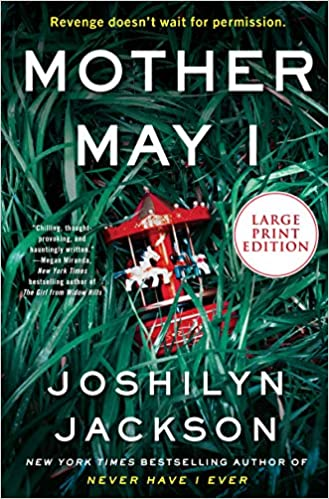 Revenge doesn't wait for permission.
MOTHER
MAY I
LARGE
PRINT
EDITION
"Chilling, thought-
provoking, and
hauntingly written."
—Megan Miranda,
New York Times
bestselling author of
The Girl from Widow Hills
JOSHILYN
JACKSON
NEW YORK TIMES BESTSELLING AUTHOR OF
NEVER HAVE I EVER